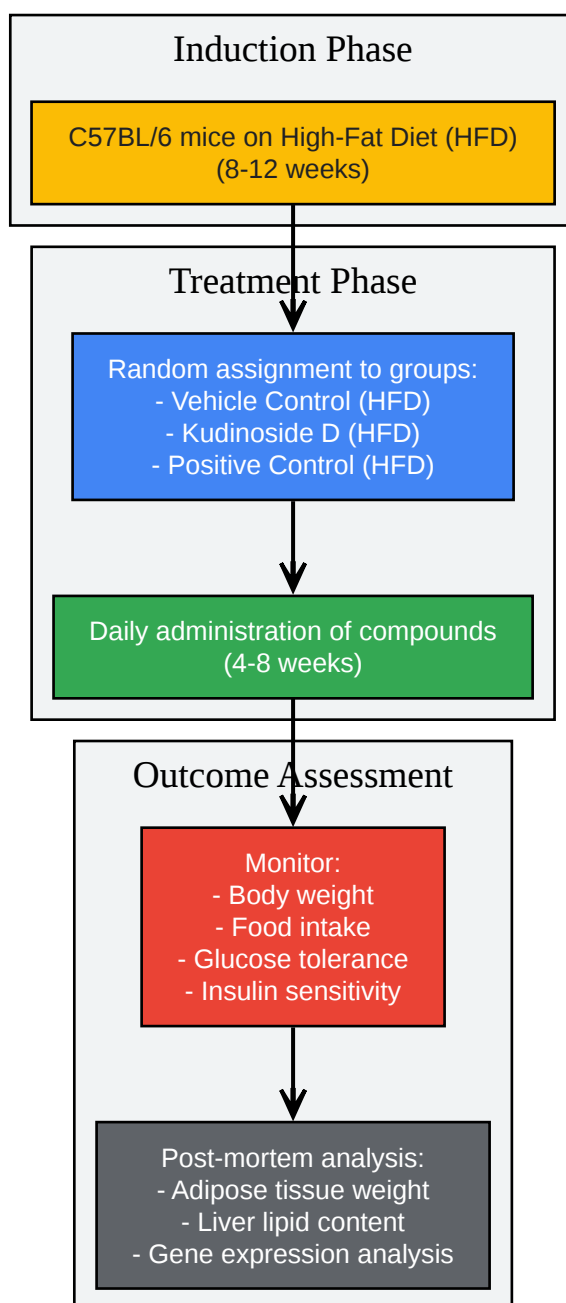 Induction Phase
C57BL/6 mice on High-Fat Diet (HFD)
(8-12 weeks)
Treatment Phase
Random assignment to groups:
- Vehicle Control (HFD)
- Kudinoside D (HFD)
- Positive Control (HFD)
Daily administration of compounds
(4-8 weeks)
Outcome Assessment
Monitor:
- Body weight
- Food intake
- Glucose tolerance
- Insulin sensitivity
Post-mortem analysis:
- Adipose tissue weight
- Liver lipid content
- Gene expression analysis